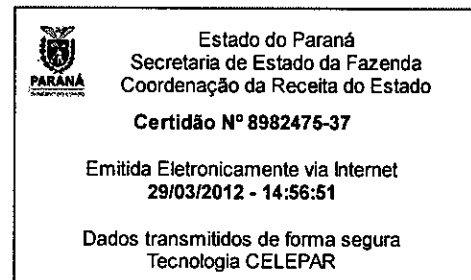 Estado do Paraná
Secretaria de Estado da Fazenda
PARANÁ
Coordenação da Receita do Estado
Certidão Nº 8982475-37
Emitida Eletronicamente via Internet
29/03/2012 - 14:56:51
Dados transmitidos de forma segura
Tecnologia CELEPAR